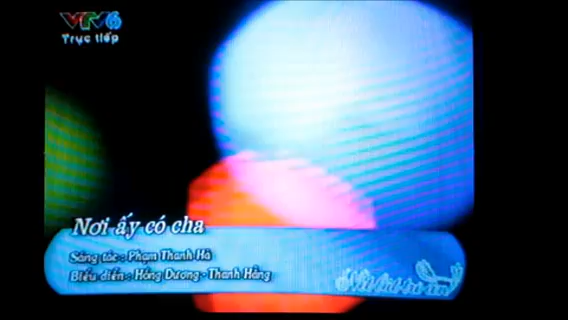 VTV6
Trực tiếp
Nơi ấy có cha
Sáng tác : Phạm Thanh Hà
Biểu diễn : Hồng Dương - Thanh Hằng